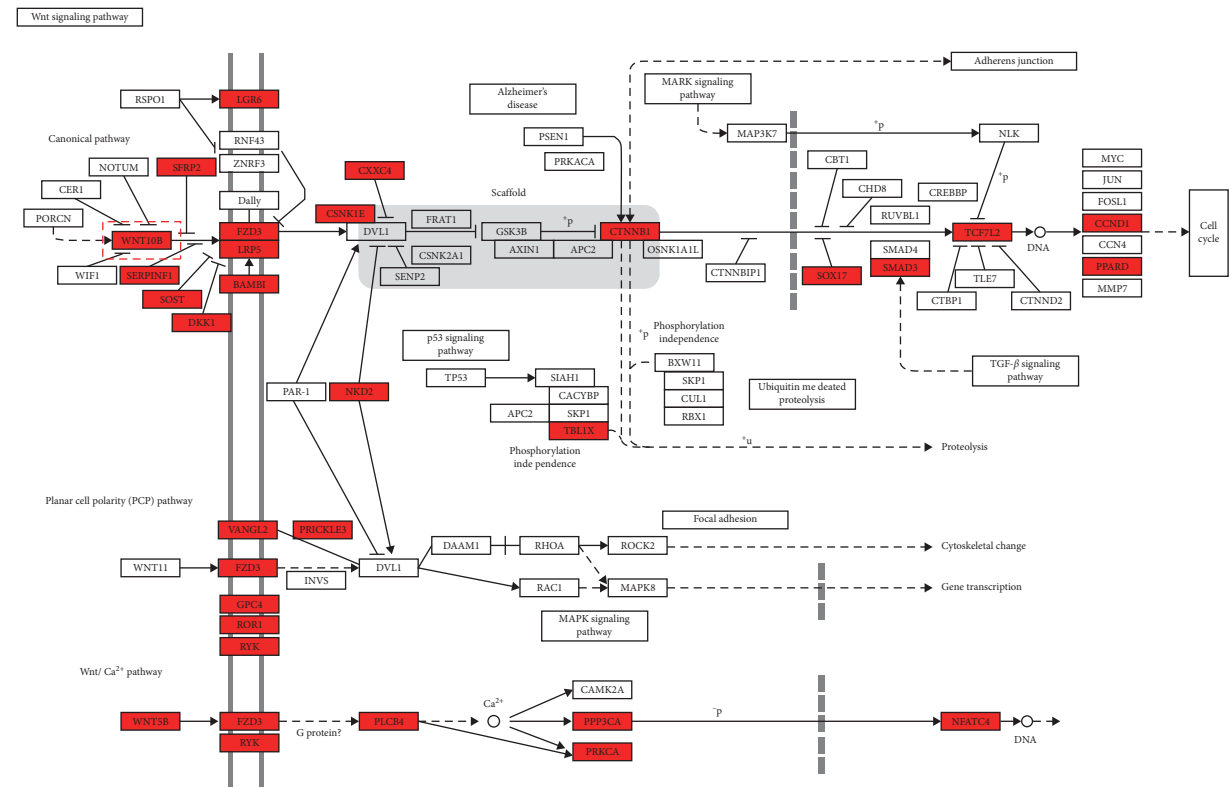 Wnt signaling pathway
Adherens junction
MARK signaling
pathway
Alzheimer's
disease
RSPO1
LGR6
Canonical pathway
RNF43
ZNRF3
PSEN1
PRKACA
MAP3K7
+p
NLK
NOTUM
SFRP2
CER1
PORCN
Dally
CXXC4
Scaffold
CBT1
CHD8
RUVBL1
CREBBP
+p
MYC
JUN
FOSL1
CCND1
CCN4
PPARD
MMP7
Cell
cycle
WNT10B
FZD3
LRP5
CSNK1E
DVL1
FRAT1
GSK3B
+p
CTNNB1
AXIN1
APC2
OSNK1A1L
CSNK2A1
SENP2
TCF7L2
DNA
WIF1
SERPINF1
BAMBI
SOST
DKK1
CTNNBIP1
SOX17
SMAD4
SMAD3
TLE7
CTBP1
CTNND2
p53 signaling
pathway
+p
Phosphorylation
independence
TGF-β signaling
pathway
PAR-1
NKD2
TP53
SIAH1
CACYBP
APC2
SKP1
TBL1X
Phosphorylation
inde pendence
BXW11
SKP1
CUL1
RBX1
Ubiquitin me deated
proteolysis
+u
Proteolysis
Planar cell polarity (PCP) pathway
VANGL2
PRICKLE3
Focal adhesion
DAAM1
RHOA
ROCK2
Cytoskeletal change
WNT11
FZD3
INVS
DVL1
RAC1
MAPK8
Gene transcription
GPC4
ROR1
RYK
MAPK signaling
pathway
Wnt/ Ca2+ pathway
Ca2+
CAMK2A
WNT5B
FZD3
RYK
G protein?
PLCB4
PPP3CA
PRKCA
-p
NFATC4
DNA